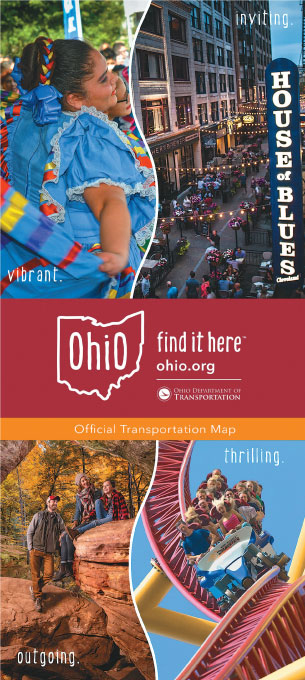 inviting.
HOUSE of BLUES
Cleveland
vibrant.
OhiO
find it here™
ohio.org
OHIO DEPARTMENT OF
TRANSPORTATION
Official Transportation Map
thrilling.
outgoing.